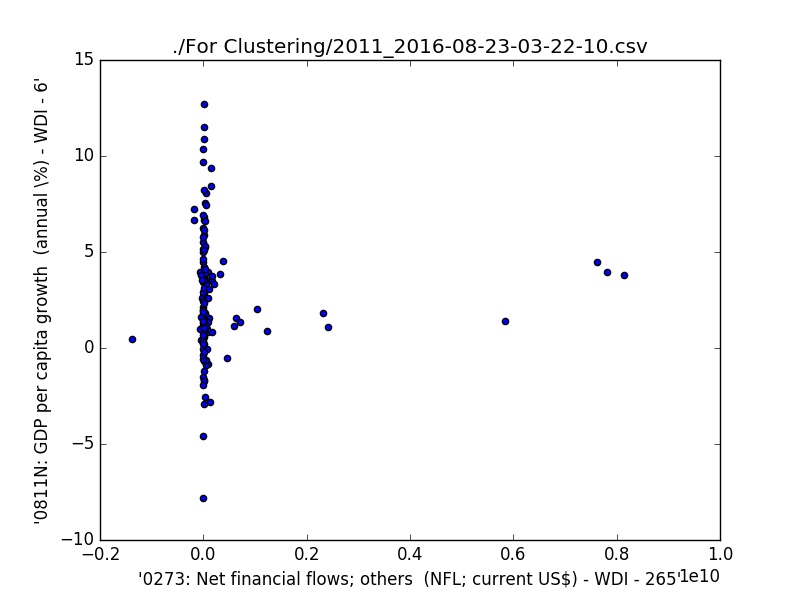 ./For Clustering/2011_2016-08-23-03-22-10.csv
15
10
5
0
−5
−10
'0811N: GDP per capita growth  (annual \%) - WDI - 6'
−0.2 0.0 0.2 0.4 0.6 0.8 1.0
1e10
'0273: Net financial flows; others  (NFL; current US$) - WDI - 265'